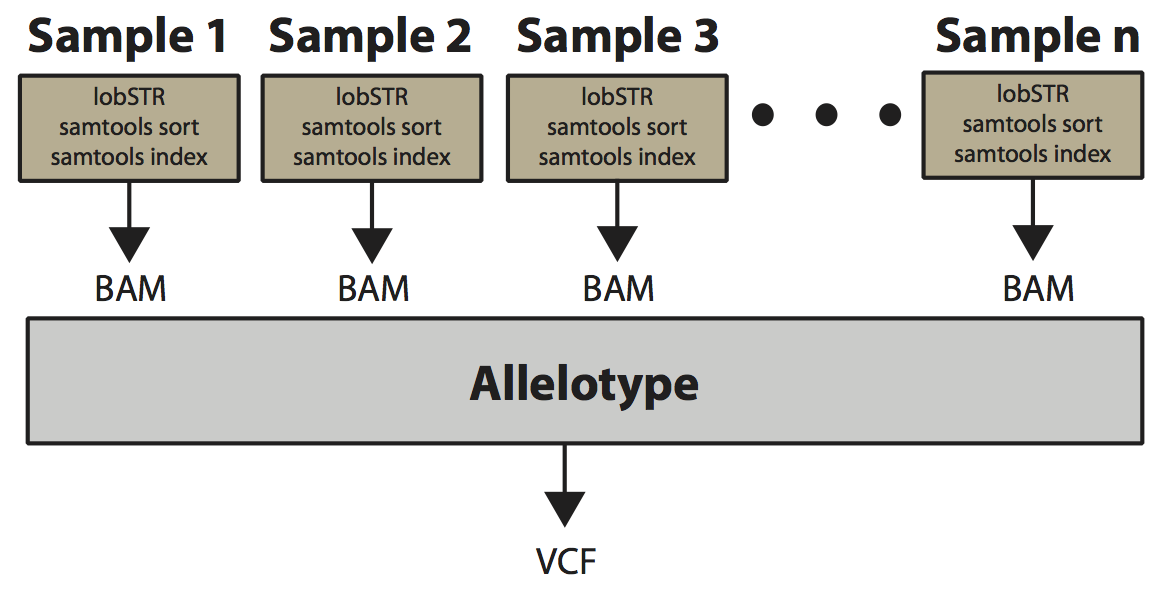 Sample 1
lobSTR
samtools sort
samtools index
BAM
Sample 2
lobSTR
samtools sort
samtools index
BAM
Sample 3
lobSTR
samtools sort
samtools index
BAM
Sample n
lobSTR
samtools sort
samtools index
BAM
Allelotype
VCF